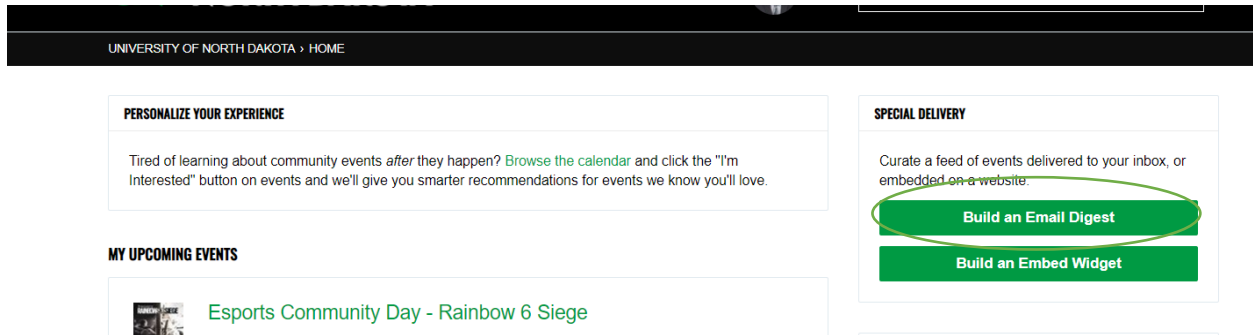 UNIVERSITY OF NORTH DAKOTA › HOME
PERSONALIZE YOUR EXPERIENCE
Tired of learning about community events after they happen? Browse the calendar and click the "I'm
Interested" button on events and we'll give you smarter recommendations for events we know you'll love.
MY UPCOMING EVENTS
Esports Community Day - Rainbow 6 Siege
SPECIAL DELIVERY
Curate a feed of events delivered to your inbox, or
embedded on a website.
Build an Email Digest
Build an Embed Widget